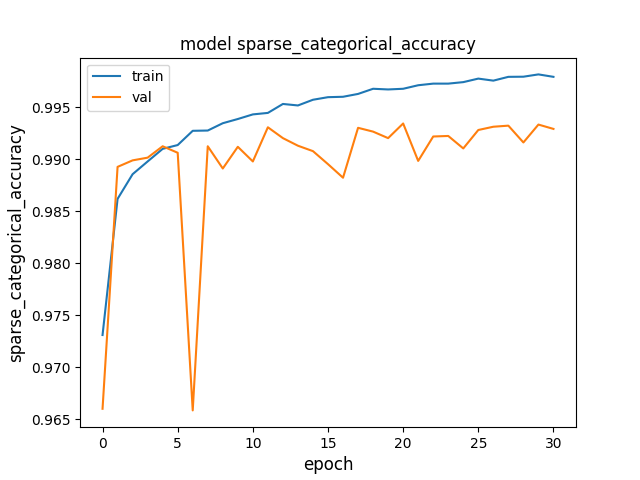 model sparse_categorical_accuracy
train
val
0.995
0.990
0.985
0.980
0.975
0.970
0.965
sparse_categorical_accuracy
0 5 10 15 20 25 30
epoch